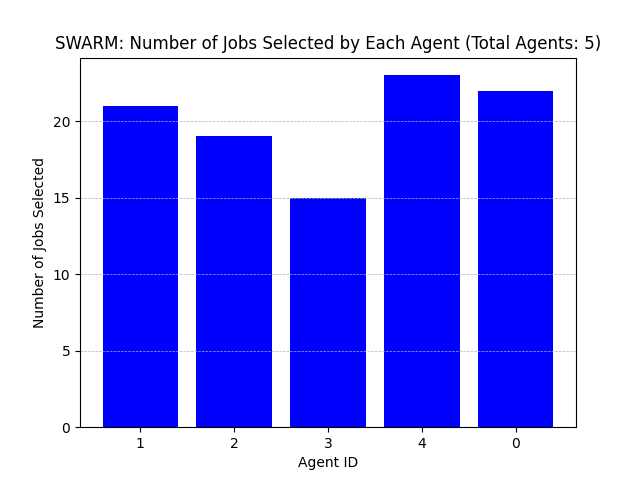 SWARM: Number of Jobs Selected by Each Agent (Total Agents: 5)
Number of Jobs Selected
20
15
10
5
0
1 2 3 4 0
Agent ID